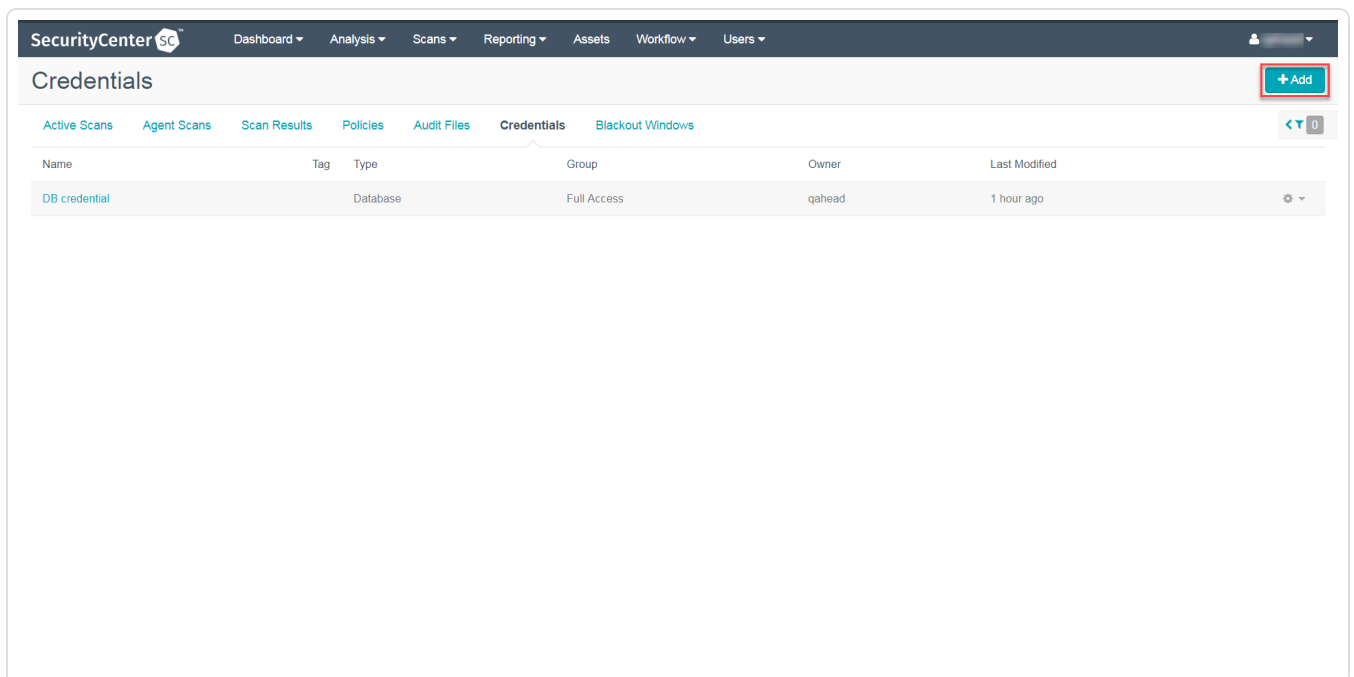 SecurityCenter SC™ Dashboard Analysis Scans Reporting Assets Workflow Users
Credentials
+ Add
Active Scans Agent Scans Scan Results Policies Audit Files Credentials Blackout Windows 0
Name Tag Type Group Owner Last Modified
DB credential Database Full Access qahead 1 hour ago